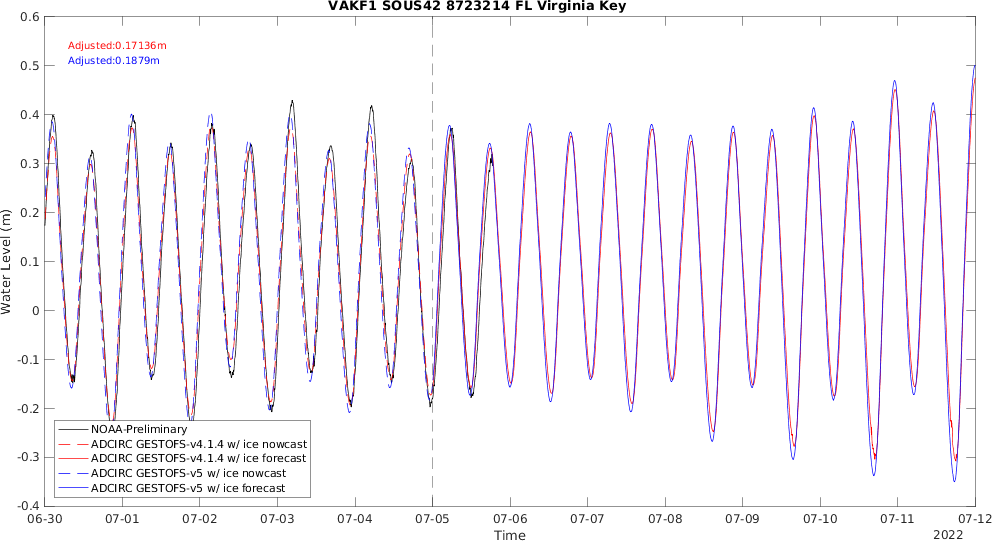 VAKF1 SOUS42 8723214 FL Virginia Key
Adjusted:0.17136m
Adjusted:0.1879m
Water Level (m)
0.6
0.5
0.4
0.3
0.2
0.1
0
-0.1
-0.2
-0.3
-0.4
NOAA-Preliminary
ADCIRC GESTOFS-v4.1.4 w/ ice nowcast
ADCIRC GESTOFS-v4.1.4 w/ ice forecast
ADCIRC GESTOFS-v5 w/ ice nowcast
ADCIRC GESTOFS-v5 w/ ice forecast
06-30 07-01 07-02 07-03 07-04 07-05 07-06 07-07 07-08 07-09 07-10 07-11 07-12
Time
2022